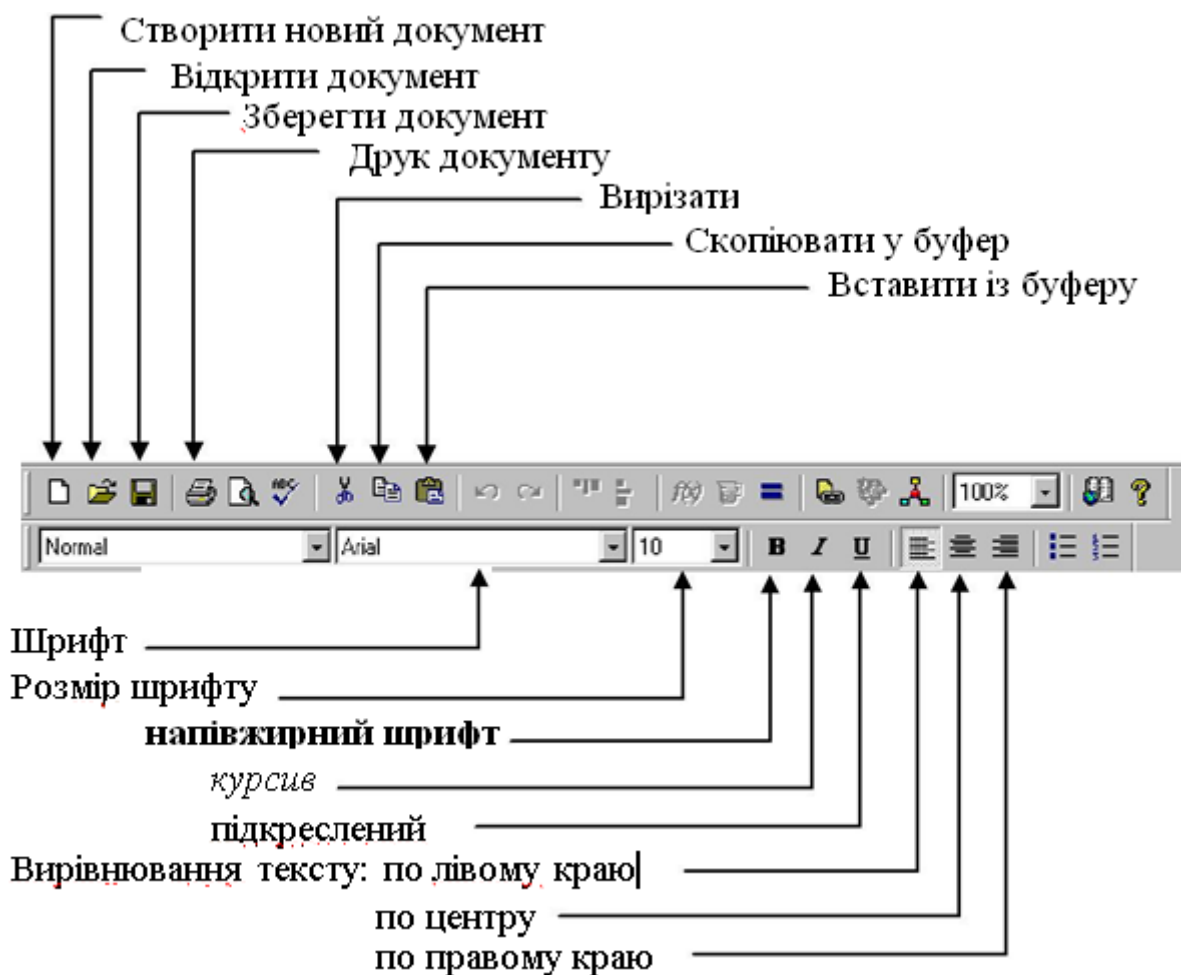 Створити новий документ
Відкрити документ
Зберегти документ
Друк документу
Вирізати
Скопіювати у буфер
Вставити із буферу
ABC f(x) 100% ?
Normal Arial 10 B I U
Шрифт
Розмір шрифту
напівжирний шрифт
курсив
підкреслений
Вирівнювання тексту: по лівому краю
по центру
по правому краю